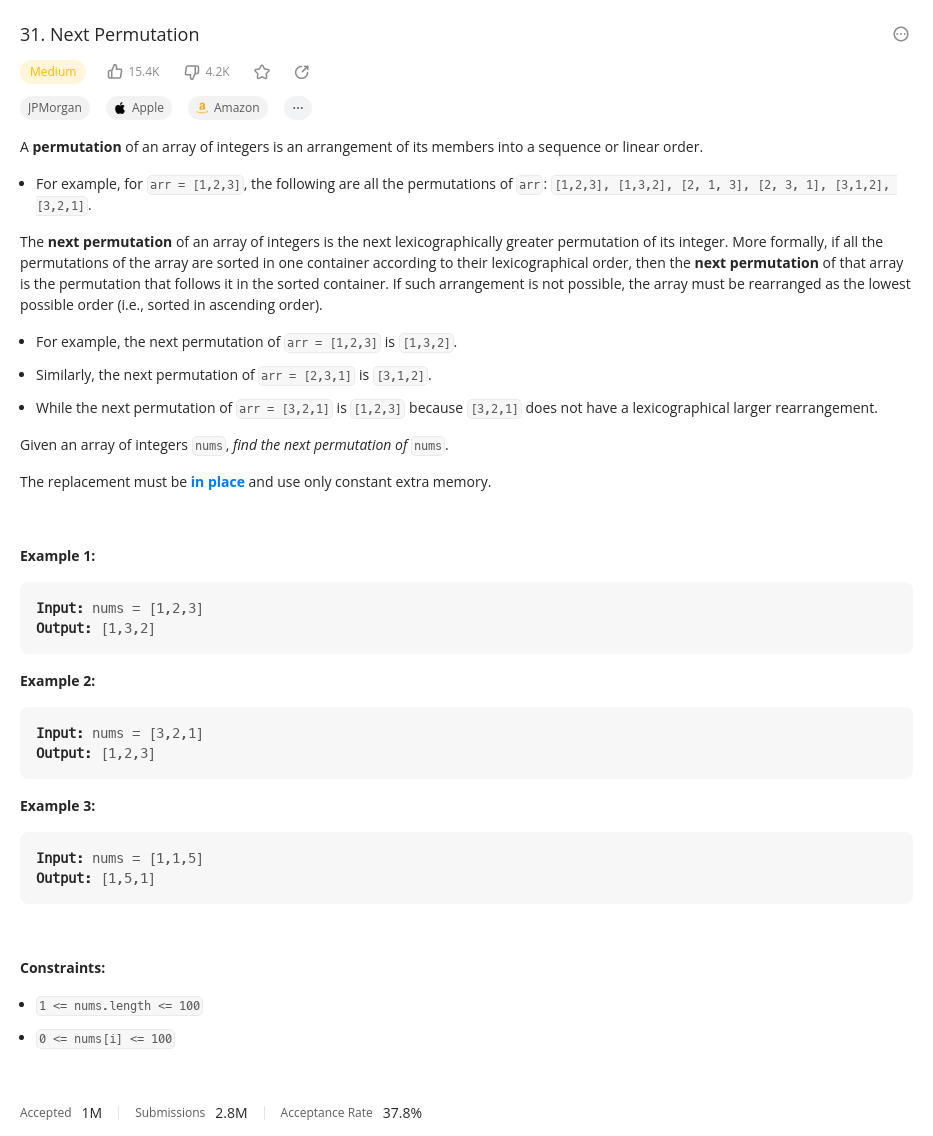 31. Next Permutation
Medium 15.4K 4.2K
JPMorgan Apple a Amazon ...
A permutation of an array of integers is an arrangement of its members into a sequence or linear order.
• For example, for arr = [1,2,3], the following are all the permutations of arr: [1,2,3], [1,3,2], [2, 1, 3], [2, 3, 1], [3,1,2],
[3,2,1].
The next permutation of an array of integers is the next lexicographically greater permutation of its integer. More formally, if all the
permutations of the array are sorted in one container according to their lexicographical order, then the next permutation of that array
is the permutation that follows it in the sorted container. If such arrangement is not possible, the array must be rearranged as the lowest
possible order (i.e., sorted in ascending order).
• For example, the next permutation of arr = [1,2,3] is [1,3,2].
• Similarly, the next permutation of arr = [2,3,1] is [3,1,2].
• While the next permutation of arr = [3,2,1] is [1,2,3] because [3,2,1] does not have a lexicographical larger rearrangement.
Given an array of integers nums, find the next permutation of nums.
The replacement must be in place and use only constant extra memory.
Example 1:
Input: nums = [1,2,3]
Output: [1,3,2]
Example 2:
Input: nums = [3,2,1]
Output: [1,2,3]
Example 3:
Input: nums = [1,1,5]
Output: [1,5,1]
Constraints:
• 1 <= nums.length <= 100
• 0 <= nums[i] <= 100
Accepted 1M Submissions 2.8M Acceptance Rate 37.8%